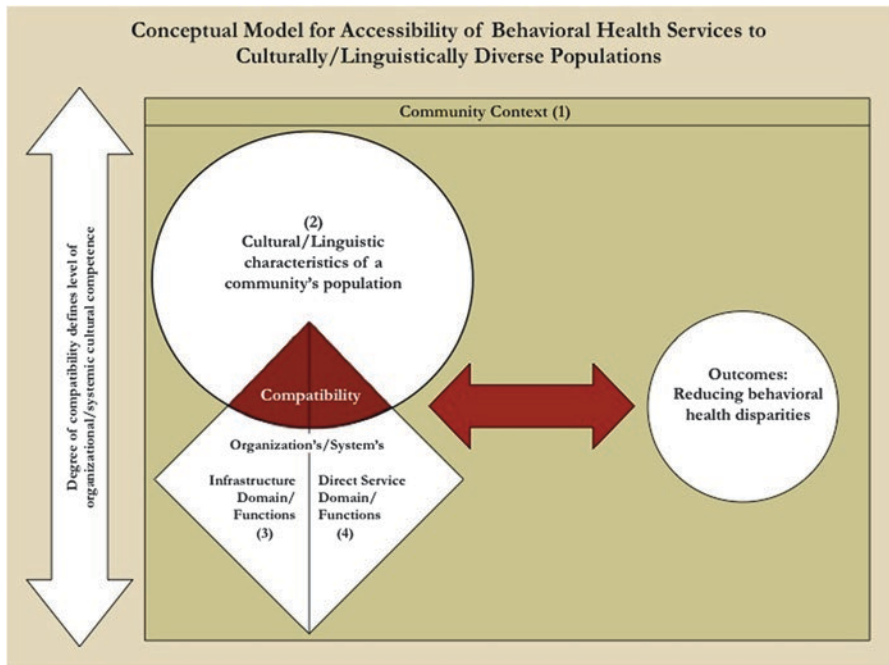 Conceptual Model for Accessibility of Behavioral Health Services to
Culturally/Linguistically Diverse Populations
Degree of compatibility defines level of
organizational/systemic cultural competence
Community Context (1)
(2)
Cultural/Linguistic
characteristics of a
community's population
Compatibility
Organization's/System's
Infrastructure
Domain/
Functions
(3)
Direct Service
Domain/
Functions
(4)
Outcomes:
Reducing behavioral
health disparities